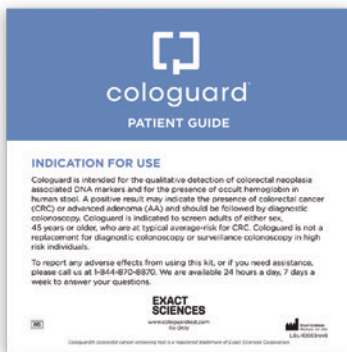 cologuard
PATIENT GUIDE
INDICATION FOR USE
Cologuard is intended for the qualitative detection of colorectal neoplasia
associated DNA markers and for the presence of occult hemoglobin in
human stool. A positive result may indicate the presence of colorectal cancer
(CRC) or advanced adenoma (AA) and should be followed by diagnostic
colonoscopy. Cologuard is indicated to screen adults of either sex,
45 years or older, who are at typical average-risk for CRC. Cologuard is not a
replacement for diagnostic colonoscopy or surveillance colonoscopy in high
risk individuals.
To report any adverse effects from using this kit, or if you need assistance,
please call us at 1-844-870-8870. We are available 24 hours a day, 7 days a
week to answer your questions.
EXACT
SCIENCES
www.cologuardtest.com
Rx Only